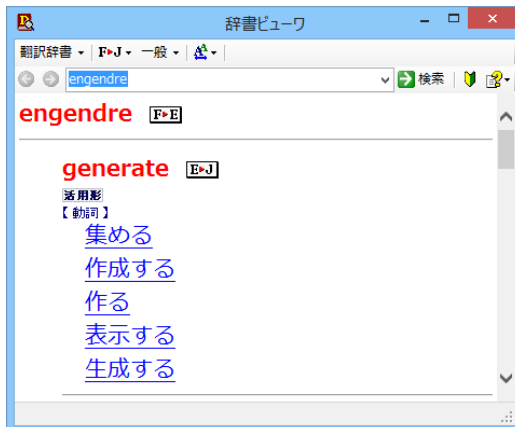 辞書ビューワ
翻訳辞書 F▸J 一般
engendre 検索
engendre F▸E
generate E▸J
活用形
【 動詞 】
集める
作成する
作る
表示する
生成する